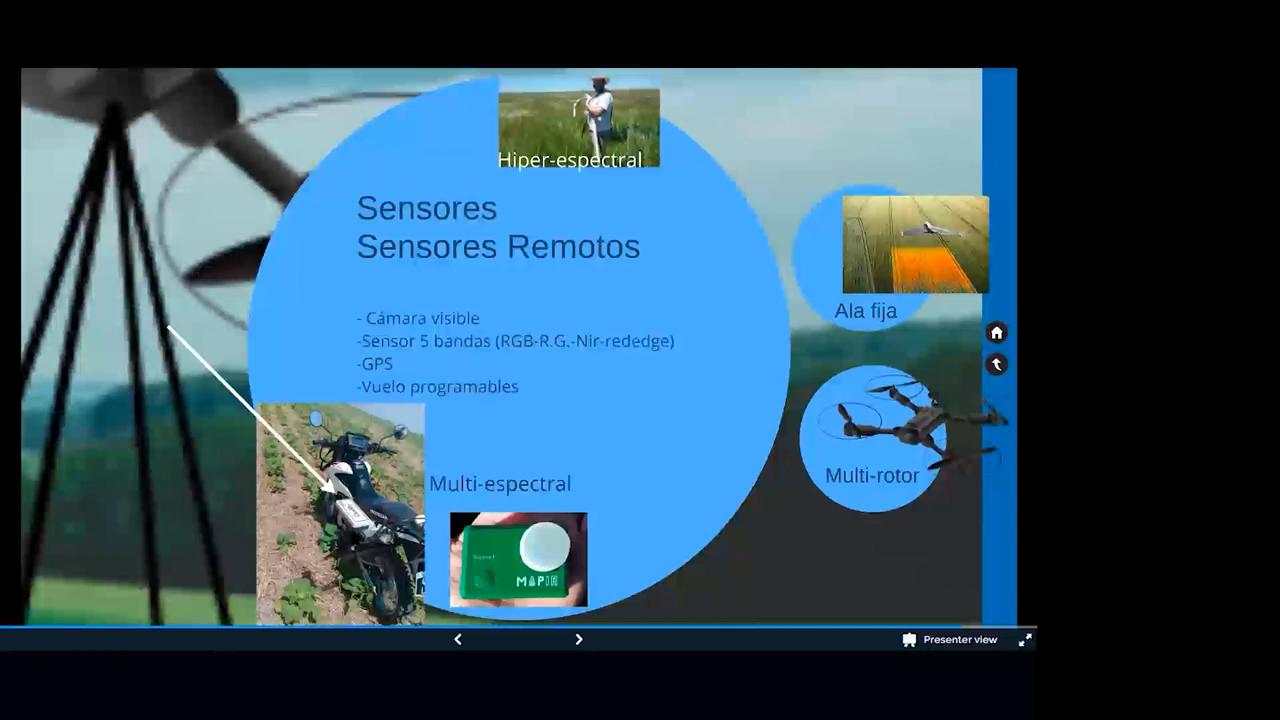 Hiper-espectral
Sensores
Sensores Remotos
- Cámara visible
-Sensor 5 bandas (RGB-R.G.-Nir-rededge)
-GPS
-Vuelo programables
Multi-espectral
MAPIR
Ala fija
Multi-rotor
Presenter view